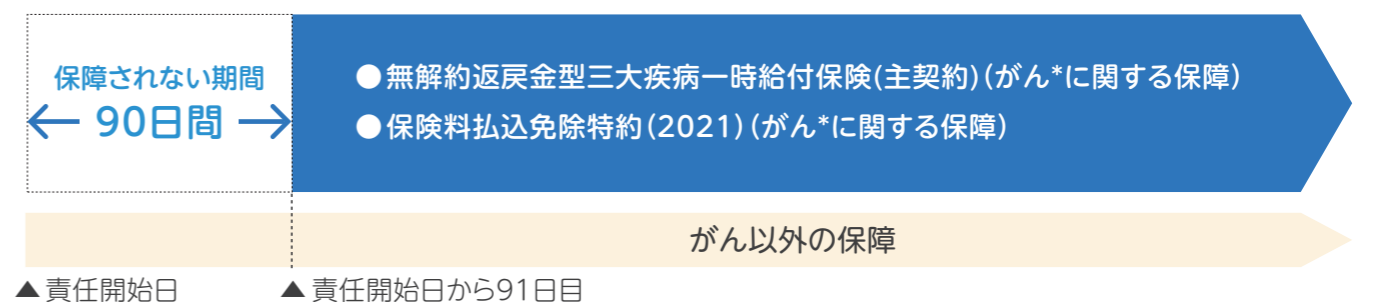 保障されない期間
← 90日間 →
●無解約返戻金型三大疾病一時給付保険(主契約)(がん*に関する保障)
●保険料払込免除特約(2021)(がん*に関する保障)
がん以外の保障
▲責任開始日
▲責任開始日から91日目